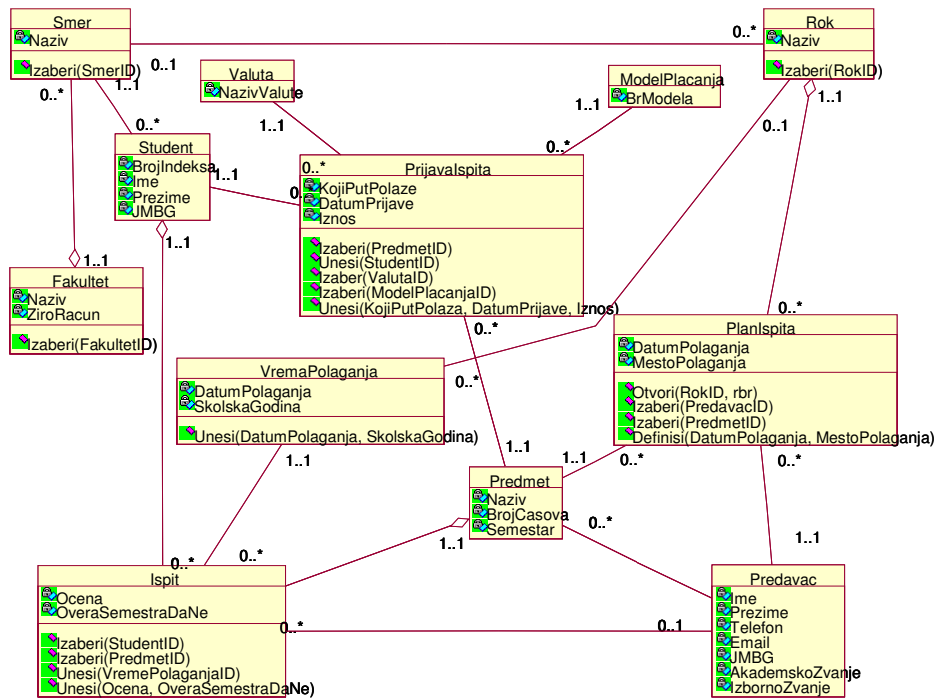 Smer
Naziv
Izaberi(SmerID)
Rok
Naziv
Izaberi(RokID)
0..1
0..*
0..*
1..1
0..*
1..1
0..1
Valuta
NazivValute
1..1
ModelPlacanja
BrModela
1..1
0..*
Student
BrojIndeksa
Ime
Prezime
JMBG
1..1
1..1
PrijavaIspita
0..*
KojiPutPolaze
DatumPrijave
Iznos
Izaberi(PredmetID)
Unesi(StudentID)
Izaber(ValutaID)
Izaberi(ModelPlacanjaID)
Unesi(KojiPutPolaza, DatumPrijave, Iznos)
0..*
1..1
Fakultet
Naziv
ZiroRacun
Izaberi(FakultetID)
0..*
PlanIspita
DatumPolaganja
MestoPolaganja
Otvori(RokID, rbr)
Izaberi(PredavacID)
Izaberi(PredmetID)
Definisi(DatumPolaganja, MestoPolaganja)
VremaPolaganja
DatumPolaganja
SkolskaGodina
Unesi(DatumPolaganja, SkolskaGodina)
0..*
1..1
1..1
1..1
0..*
0..*
Predmet
Naziv
BrojCasova
Semestar
1..1
0..*
1..1
0..*
0..*
Ispit
Ocena
OveraSemestraDaNe
Izaberi(StudentID)
Izaberi(PredmetID)
Unesi(VremePolaganjaID)
Unesi(Ocena, OveraSemestraDaNe)
0..*
0..1
Predavac
Ime
Prezime
Telefon
Email
JMBG
AkademskoZvanje
IzbornoZvanje